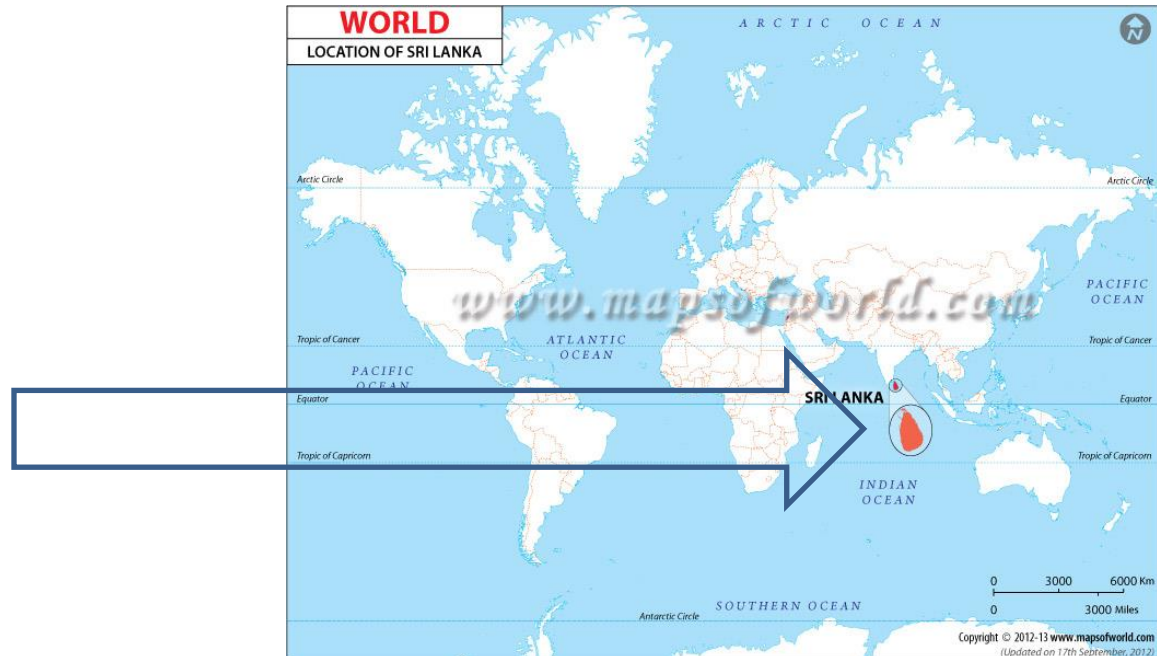 WORLD
LOCATION OF SRI LANKA
ARCTIC OCEAN
N
Arctic Circle
Arctic Circle
www.mapsofworld.com
PACIFIC
OCEAN
Tropic of Cancer
ATLANTIC
OCEAN
Tropic of Cancer
PACIFIC
OCEAN
SRI LANKA
Equator
Equator
Tropic of Capricorn
Tropic of Capricorn
INDIAN
OCEAN
0 3000 6000 Km
0 3000 Miles
SOUTHERN OCEAN
Antarctic Circle
Copyright © 2012-13 www.mapsofworld.com
(Updated on 17th September, 2012)